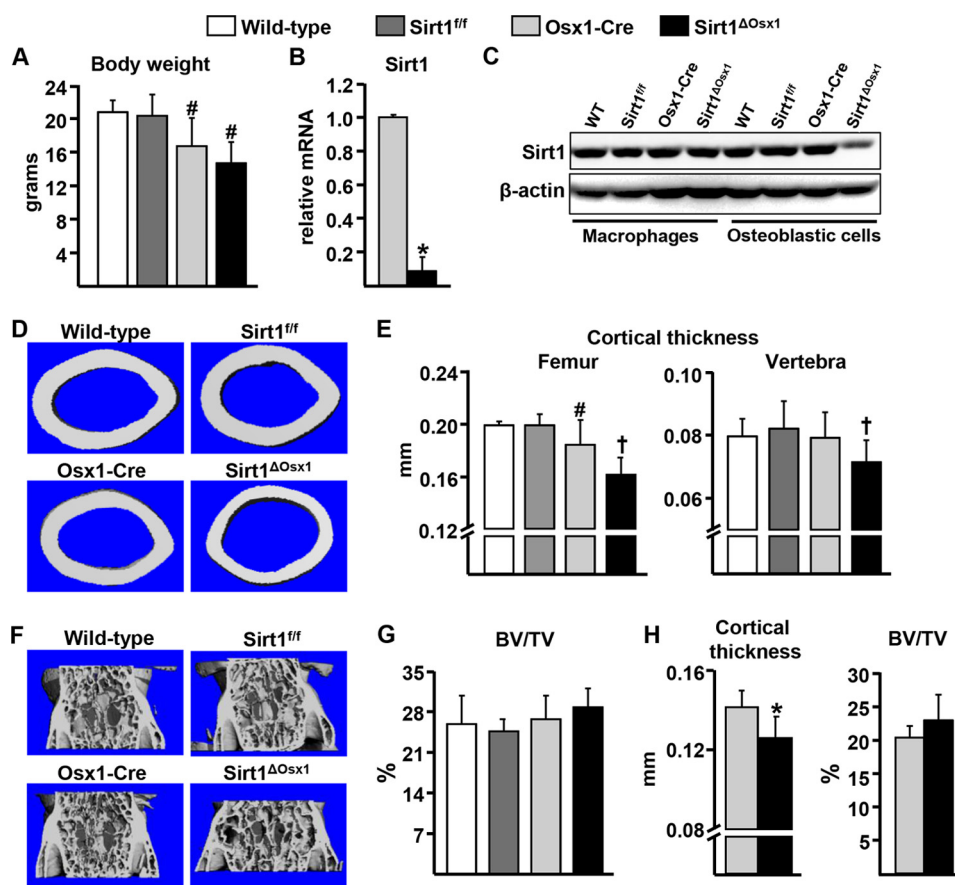 Wild-type Sirt1f/f Osx1-Cre Sirt1ΔOsx1
A Body weight
grams
24
20
16
12
8
4
# #
B Sirt1
relative mRNA
1.2
1.0
0.8
0.6
0.4
0.2
*
C
WT Sirt1f/f Osx1-Cre Sirt1ΔOsx1 WT Sirt1f/f Osx1-Cre Sirt1ΔOsx1
Sirt1
β-actin
Macrophages Osteoblastic cells
D Wild-type Sirt1f/f
Osx1-Cre Sirt1ΔOsx1
E Cortical thickness
Femur Vertebra
mm
0.24
0.20
0.16
0.12
# †
0.10
0.08
0.06
†
F Wild-type Sirt1f/f
Osx1-Cre Sirt1ΔOsx1
G BV/TV
%
35
28
21
14
7
H Cortical thickness
mm
0.16
0.12
0.08
*
BV/TV
%
30
25
20
15
10
5